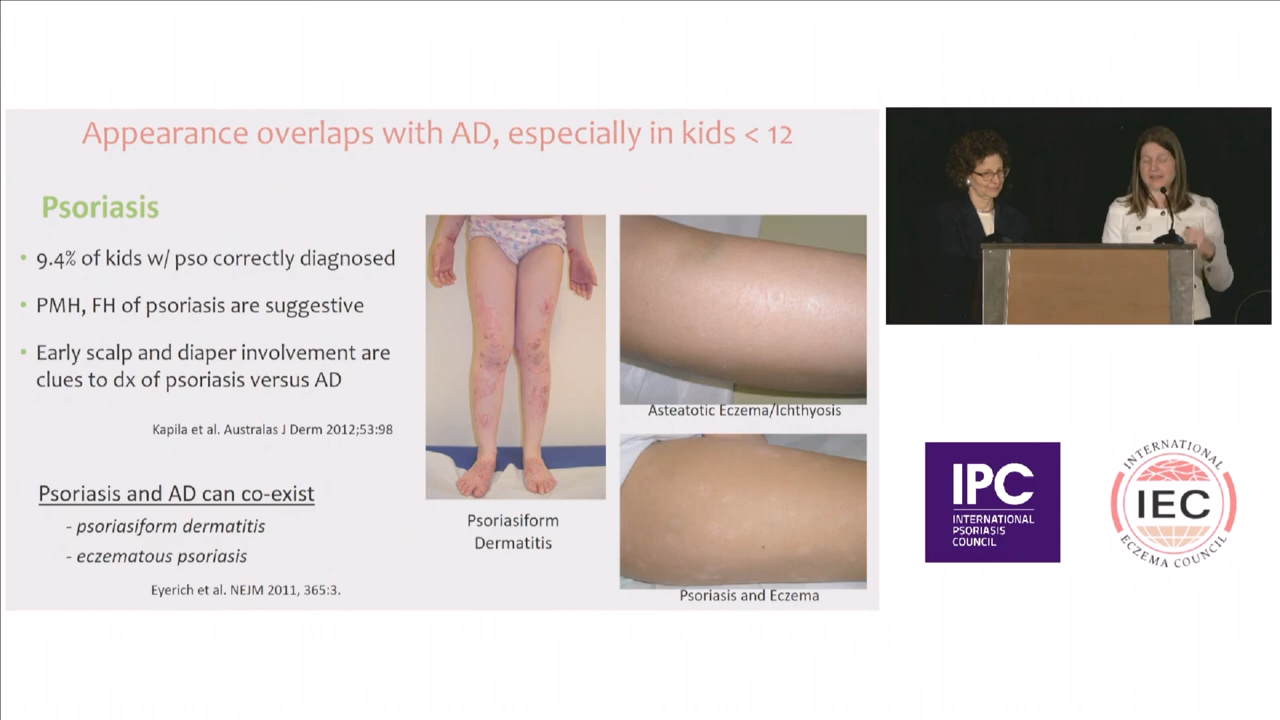 Appearance overlaps with AD, especially in kids < 12
Psoriasis
• 9.4% of kids w/ pso correctly diagnosed
• PMH, FH of psoriasis are suggestive
• Early scalp and diaper involvement are
clues to dx of psoriasis versus AD
Kapila et al. Australas J Derm 2012;53:98
Psoriasis and AD can co-exist
- psoriasiform dermatitis
- eczematous psoriasis
Eyerich et al. NEJM 2011, 365:3.
Psoriasiform
Dermatitis
Asteatotic Eczema/Ichthyosis
Psoriasis and Eczema
IPC
INTERNATIONAL
PSORIASIS
COUNCIL
INTERNATIONAL
IEC
ECZEMA COUNCIL